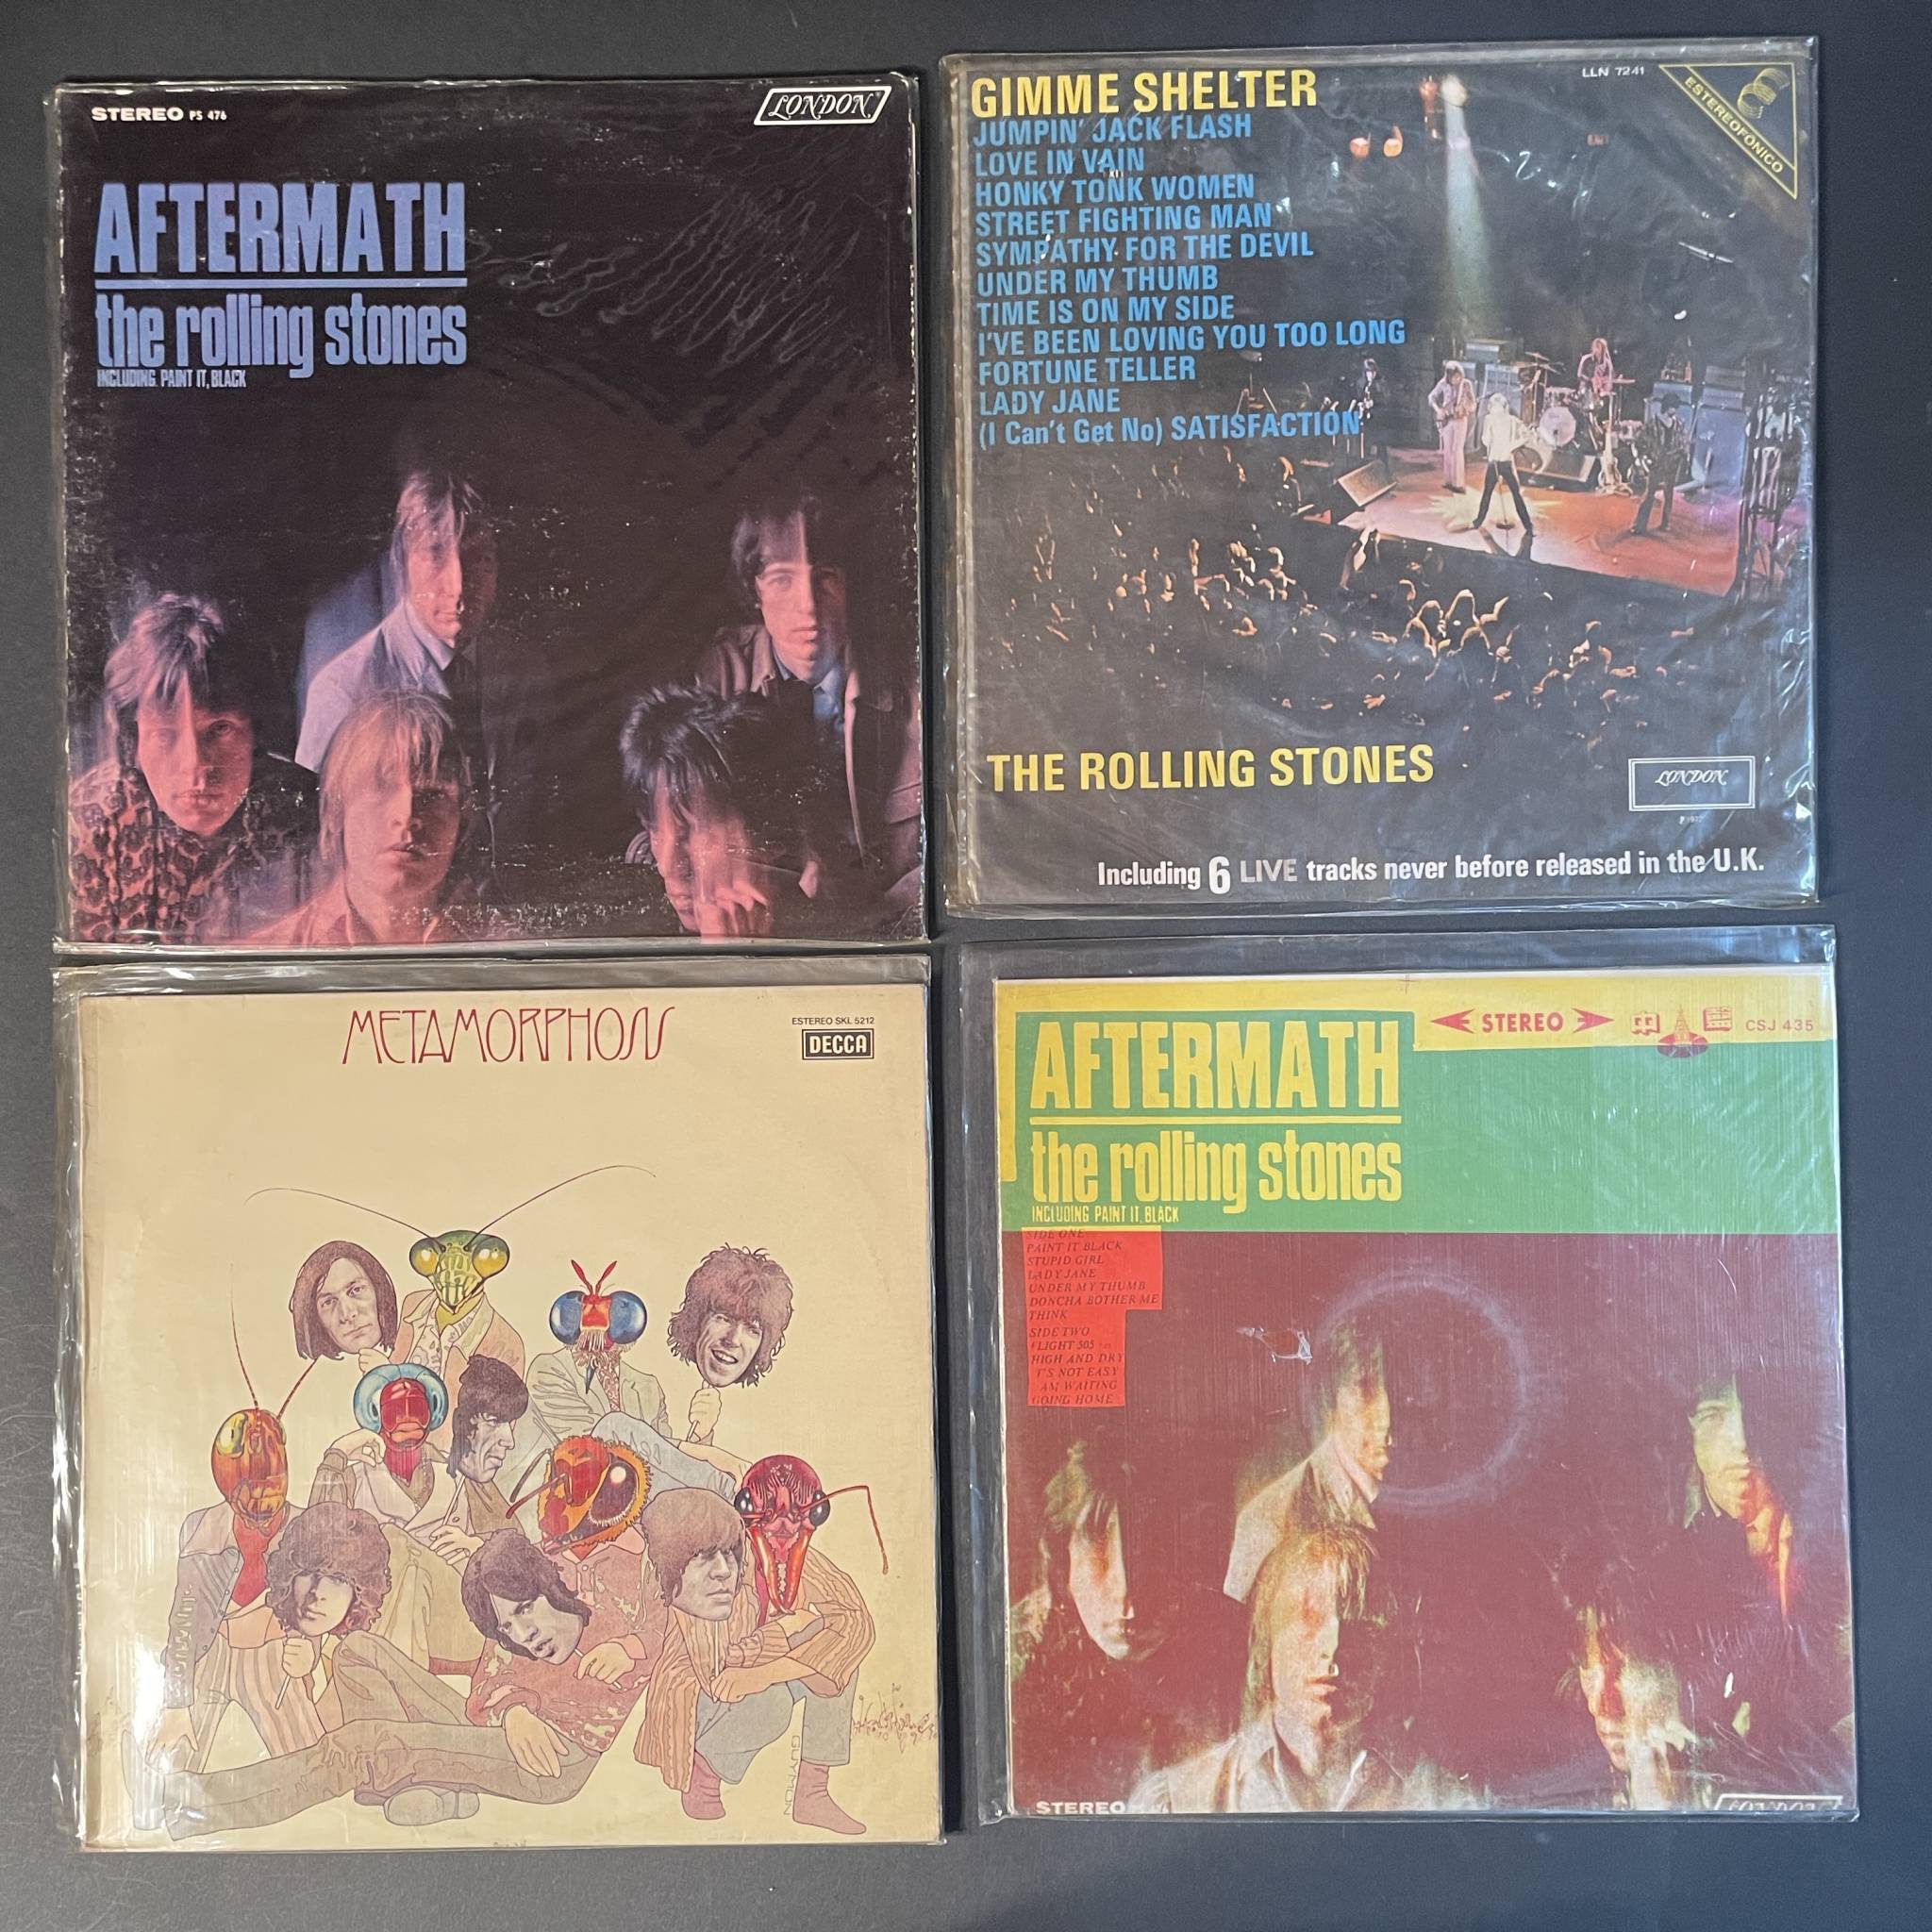 STEREO PS 476
LONDON
AFTERMATH
the rolling stones
INCLUDING PAINT IT, BLACK
GIMME SHELTER
LLN 7241
ESTEREOFONICO
JUMPIN' JACK FLASH
LOVE IN VAIN
HONKY TONK WOMEN
STREET FIGHTING MAN
SYMPATHY FOR THE DEVIL
UNDER MY THUMB
TIME IS ON MY SIDE
I'VE BEEN LOVING YOU TOO LONG
FORTUNE TELLER
LADY JANE
(I Can't Get No) SATISFACTION
THE ROLLING STONES
LONDON
Including 6 LIVE tracks never before released in the U.K.
METAMORPHOSIS
ESTEREO SKL 5212
DECCA
GUYMON
STEREO
CSJ 435
AFTERMATH
the rolling stones
INCLUDING PAINT IT, BLACK
SIDE ONE
PAINT IT BLACK
STUPID GIRL
LADY JANE
UNDER MY THUMB
DONCHA BOTHER ME
THINK
SIDE TWO
FLIGHT 505
HIGH AND DRY
IT'S NOT EASY
AM WAITING
GOING HOME
STEREO
LONDON